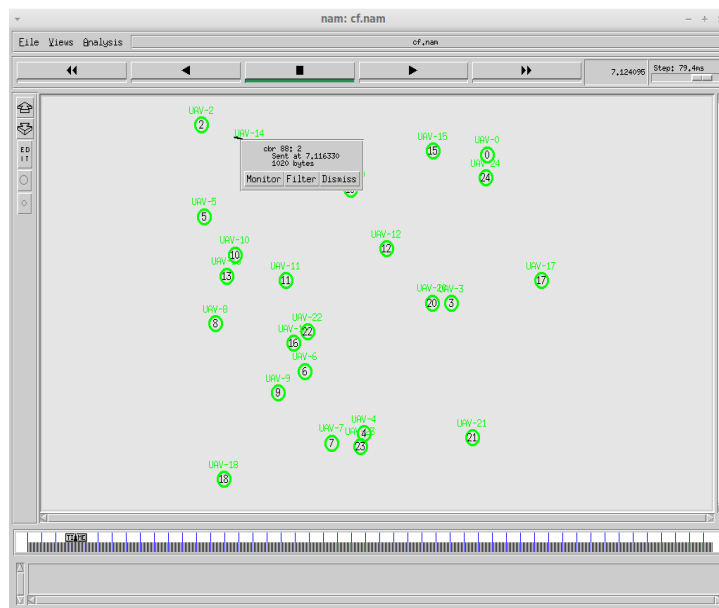 nam: cf.nam
File Views Analysis cf.nam
7.124095 Step: 79.4ms
EDIT
UAV-2
2
UAV-14
UAV-15
15
UAV-0
0
UAV-24
24
cbr 88: 2
Sent at 7.116330
1020 bytes
Monitor Filter Dismiss
UAV-5
5
UAV-10
10
13
UAV-12
12
UAV-11
11
UAV-17
17
UAV-3
20
3
UAV-8
8
UAV-22
22
16
UAV-6
6
UAV-9
9
UAV-4
4
UAV-7
7
23
UAV-21
21
UAV-18
18
TIME